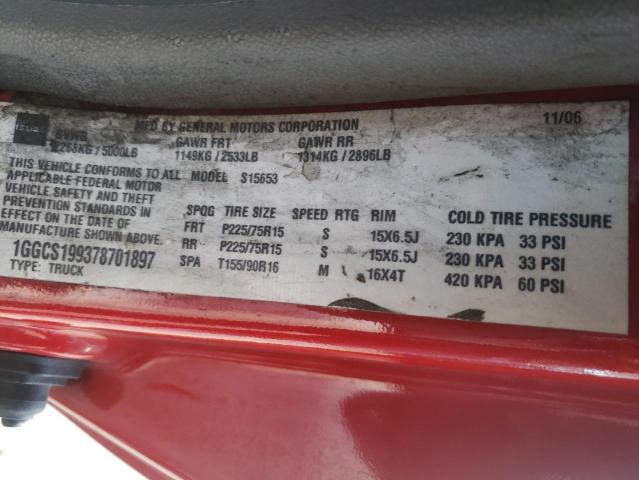 ISUZU
MFD BY GENERAL MOTORS CORPORATION 11/06
GVWR GAWR FRT GAWR RR
2268KG / 5000LB 1149KG / 2533LB 1314KG / 2896LB
THIS VEHICLE CONFORMS TO ALL MODEL S15653
APPLICABLE FEDERAL MOTOR
VEHICLE SAFETY AND THEFT
PREVENTION STANDARDS IN
EFFECT ON THE DATE OF
MANUFACTURE SHOWN ABOVE.
1GGCS199378701897
TYPE: TRUCK
SPQG TIRE SIZE SPEED RTG RIM COLD TIRE PRESSURE
FRT P225/75R15 S 15X6.5J 230 KPA 33 PSI
RR P225/75R15 S 15X6.5J 230 KPA 33 PSI
SPA T155/90R16 M 16X4T 420 KPA 60 PSI